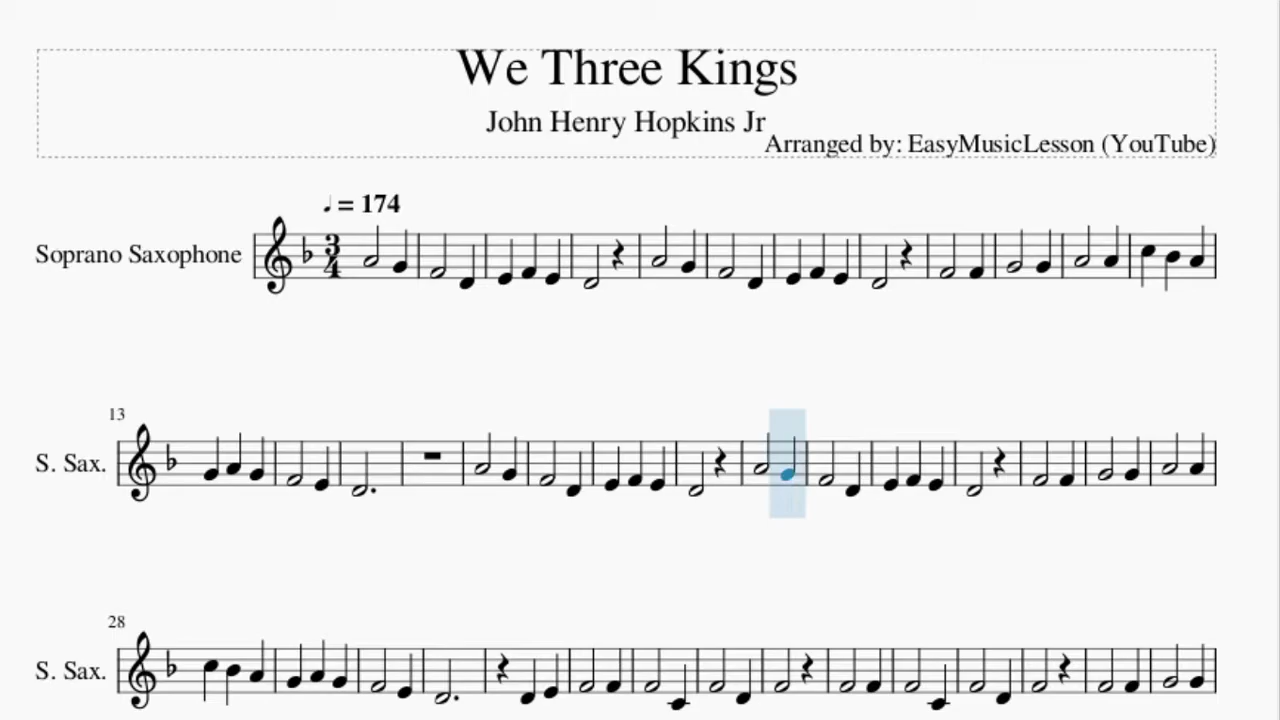 We Three Kings
John Henry Hopkins Jr
Arranged by: EasyMusicLesson (YouTube)
♩ = 174
Soprano Saxophone
3
4
13
S. Sax.
28
S. Sax.